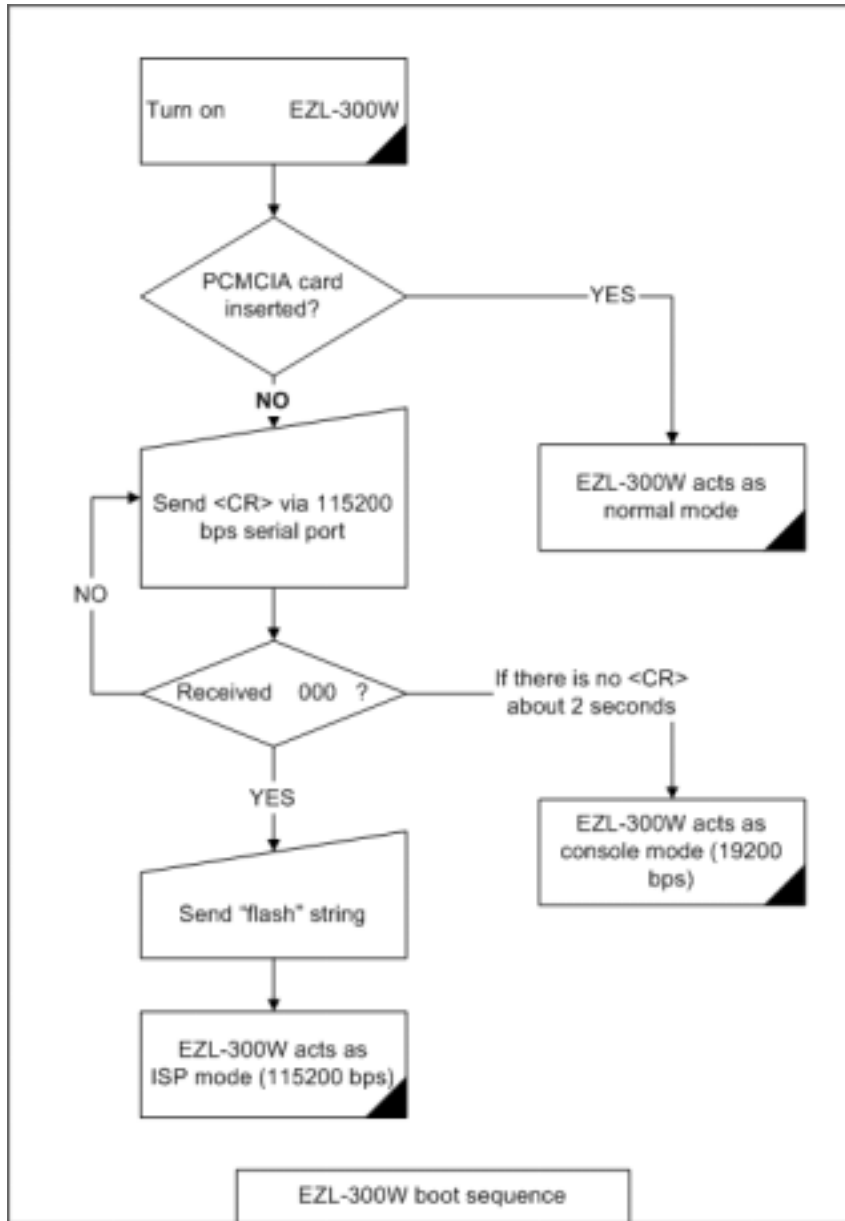 Turn on EZL-300W
PCMCIA card
inserted?
YES
NO
EZL-300W acts as
normal mode
Send <CR> via 115200
bps serial port
NO
Received 000 ?
If there is no <CR>
about 2 seconds
YES
EZL-300W acts as
console mode (19200
bps)
Send "flash" string
EZL-300W acts as
ISP mode (115200 bps)
EZL-300W boot sequence